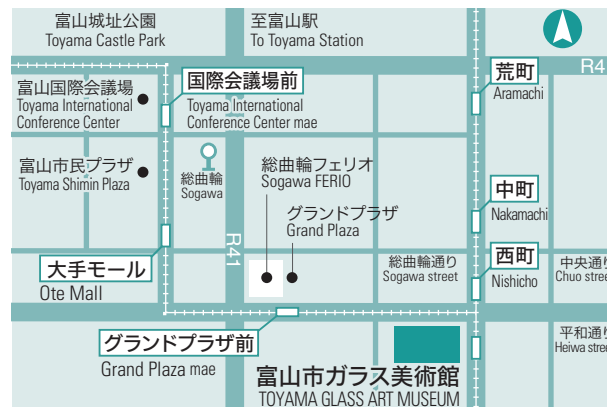 富山城址公園
Toyama Castle Park
至富山駅
To Toyama Station
R41
荒町
Aramachi
富山国際会議場
Toyama International
Conference Center
国際会議場前
Toyama International
Conference Center mae
富山市民プラザ
Toyama Shimin Plaza
総曲輪
Sogawa
総曲輪フェリオ
Sogawa FERIO
グランドプラザ
Grand Plaza
中町
Nakamachi
R41
大手モール
Ote Mall
総曲輪通り
Sogawa street
西町
Nishicho
中央通り
Chuo stree
グランドプラザ前
Grand Plaza mae
平和通り
Heiwa stree
富山市ガラス美術館
TOYAMA GLASS ART MUSEUM